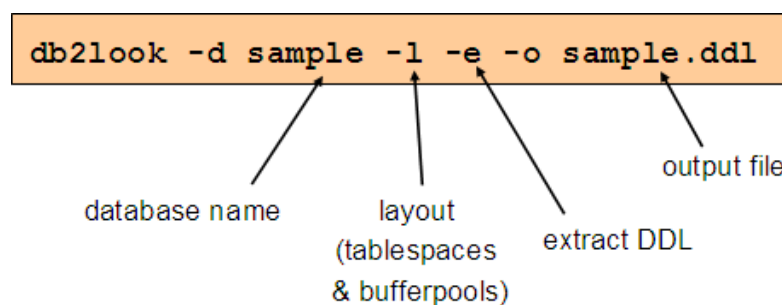 db2look -d sample -l -e -o sample.ddl
output file
database name
layout
(tablespaces
& bufferpools)
extract DDL